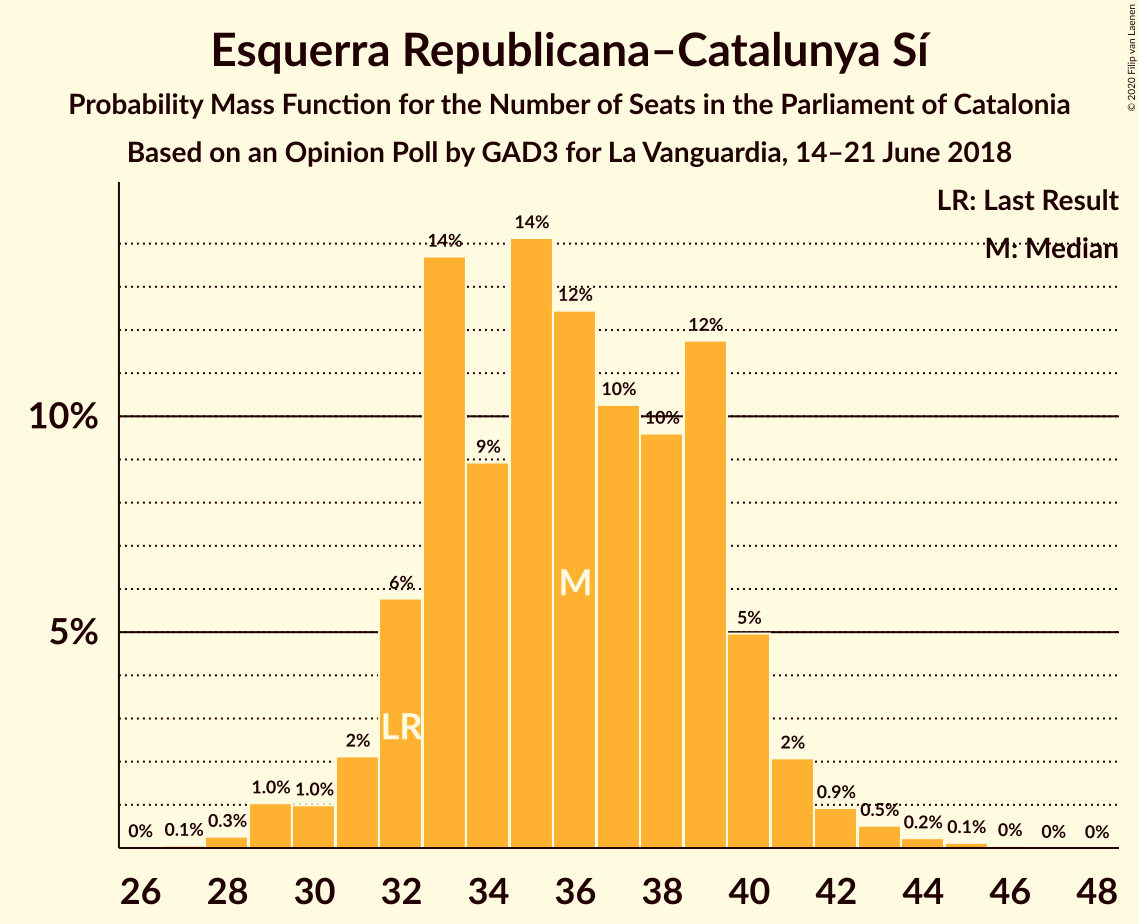 Esquerra Republicana–Catalunya Sí
Probability Mass Function for the Number of Seats in the Parliament of Catalonia
Based on an Opinion Poll by GAD3 for La Vanguardia, 14–21 June 2018
© 2020 Filip van Laenen
LR: Last Result
M: Median
10%
5%
0%
0.1%
0.3%
1.0%
1.0%
2%
6%
14%
9%
14%
12%
10%
10%
12%
5%
2%
0.9%
0.5%
0.2%
0.1%
0%
0%
0%
LR
M
26 28 30 32 34 36 38 40 42 44 46 48